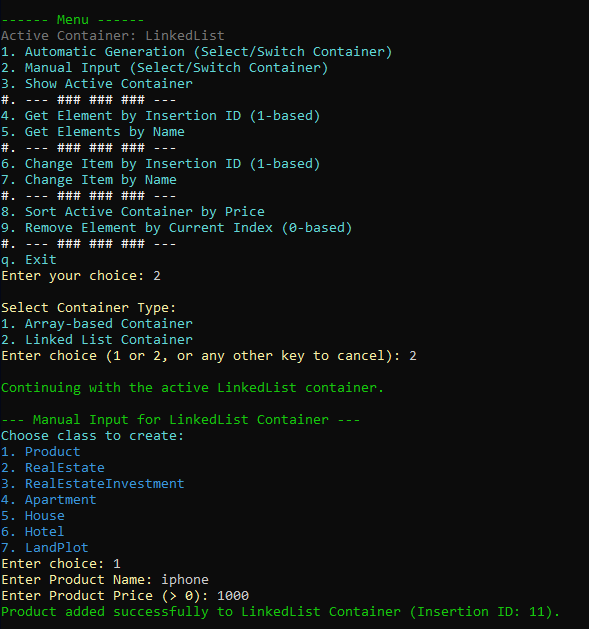 ------ Menu ------
Active Container: LinkedList
1. Automatic Generation (Select/Switch Container)
2. Manual Input (Select/Switch Container)
3. Show Active Container
#. --- ### ### ### ---
4. Get Element by Insertion ID (1-based)
5. Get Elements by Name
#. --- ### ### ### ---
6. Change Item by Insertion ID (1-based)
7. Change Item by Name
#. --- ### ### ### ---
8. Sort Active Container by Price
9. Remove Element by Current Index (0-based)
#. --- ### ### ### ---
q. Exit
Enter your choice: 2
Select Container Type:
1. Array-based Container
2. Linked List Container
Enter choice (1 or 2, or any other key to cancel): 2
Continuing with the active LinkedList container.
--- Manual Input for LinkedList Container ---
Choose class to create:
1. Product
2. RealEstate
3. RealEstateInvestment
4. Apartment
5. House
6. Hotel
7. LandPlot
Enter choice: 1
Enter Product Name: iphone
Enter Product Price (> 0): 1000
Product added successfully to LinkedList Container (Insertion ID: 11).